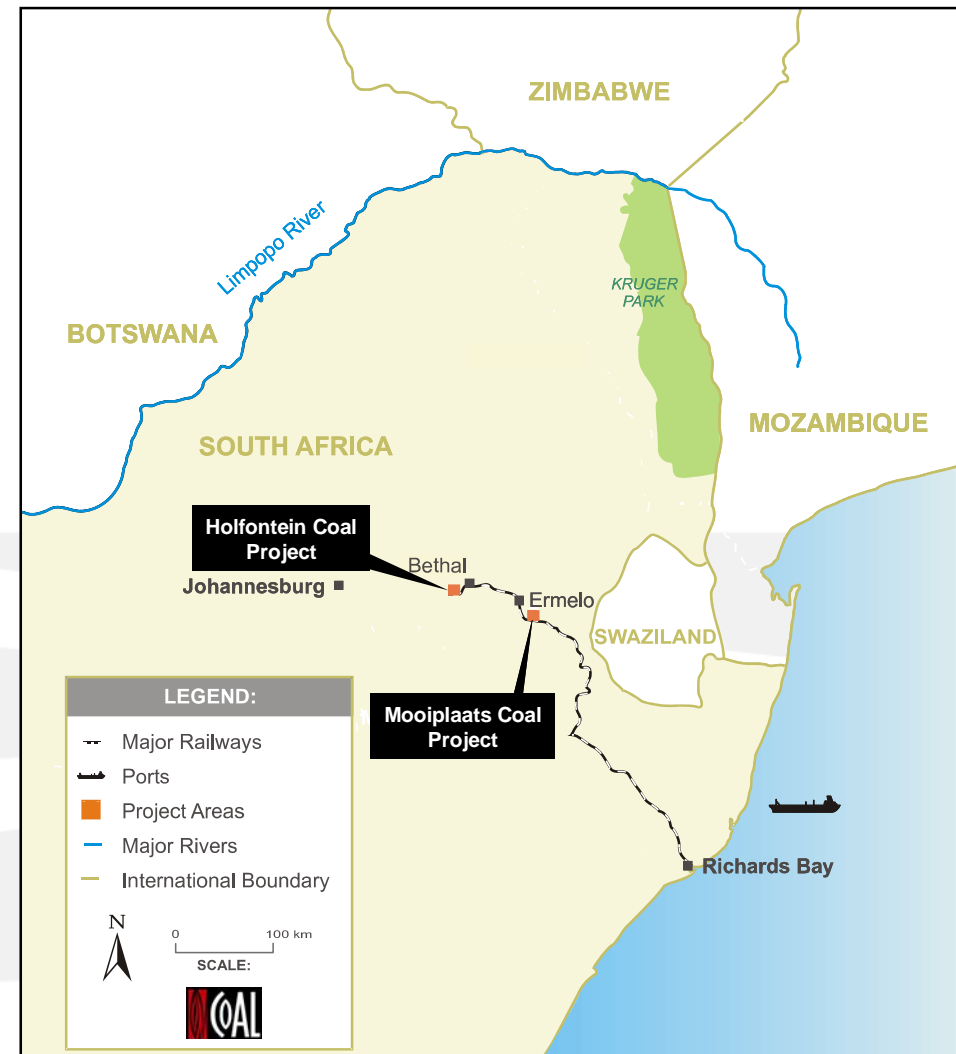 ZIMBABWE
Limpopo River
KRUGER
PARK
BOTSWANA
MOZAMBIQUE
SOUTH AFRICA
Holfontein Coal
Project
Bethal
Johannesburg
Ermelo
SWAZILAND
Mooiplaats Coal
Project
Richards Bay
LEGEND:
Major Railways
Ports
Project Areas
Major Rivers
International Boundary
N
0 100 km
SCALE:
COAL